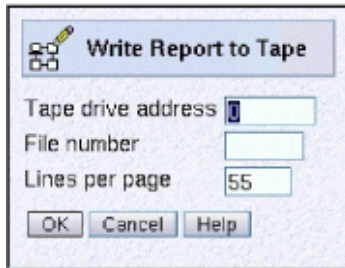 Write Report to Tape
Tape drive address 0
File number
Lines per page 55
OK Cancel Help